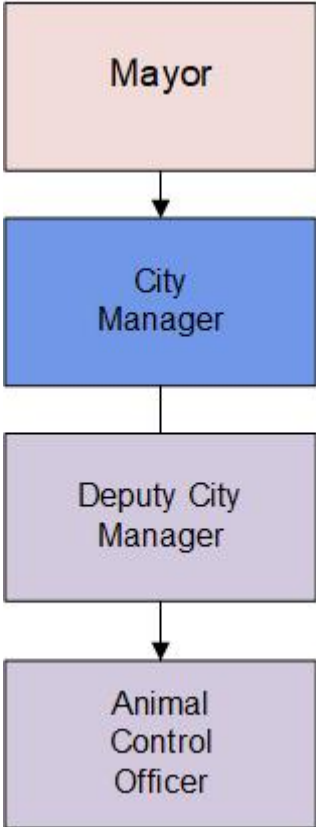 Mayor
City
Manager
Deputy City
Manager
Animal
Control
Officer